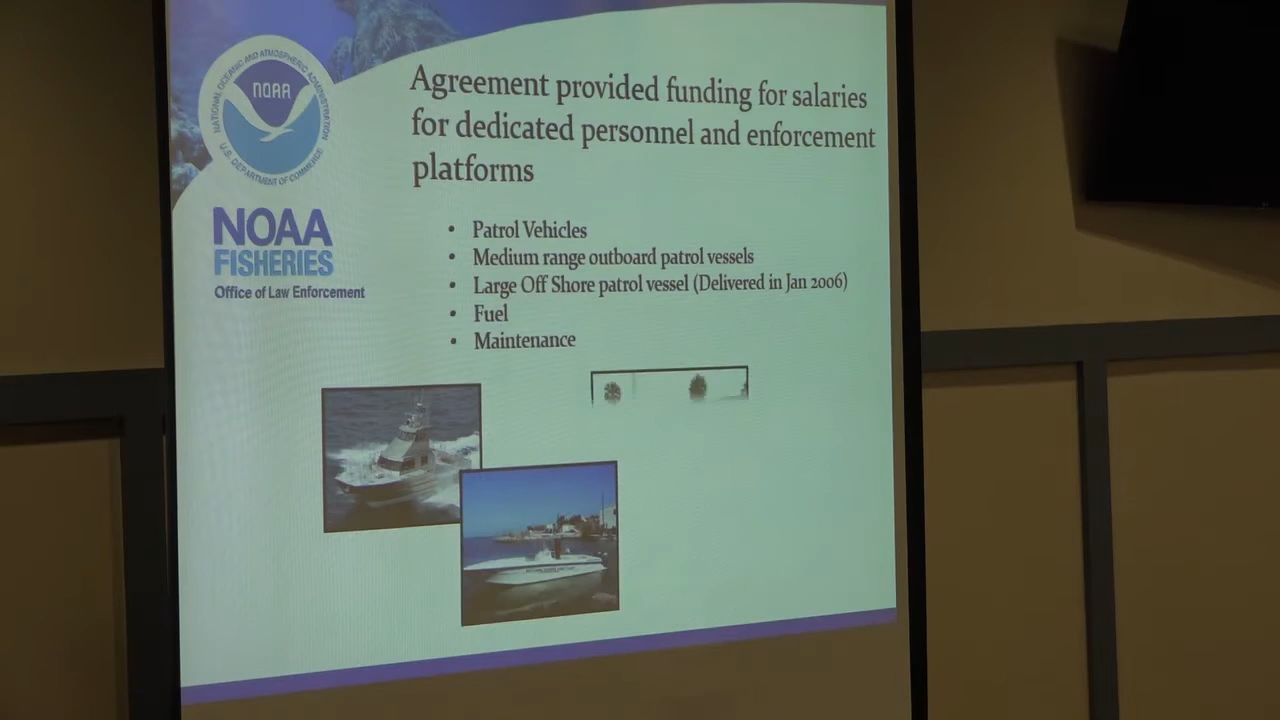 NATIONAL OCEANIC AND ATMOSPHERIC ADMINISTRATION
NOAA
U.S. DEPARTMENT OF COMMERCE
NOAA
FISHERIES
Office of Law Enforcement
Agreement provided funding for salaries
for dedicated personnel and enforcement
platforms
• Patrol Vehicles
• Medium range outboard patrol vessels
• Large Off Shore patrol vessel (Delivered in Jan 2006)
• Fuel
• Maintenance